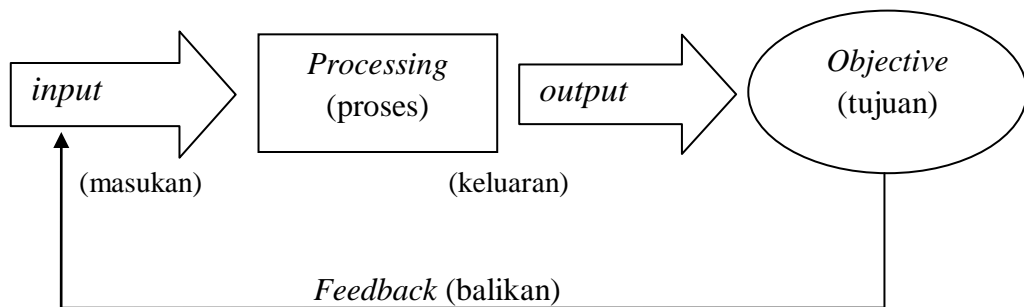 input
Processing
(proses)
output
Objective
(tujuan)
(masukan)
(keluaran)
Feedback (balikan)